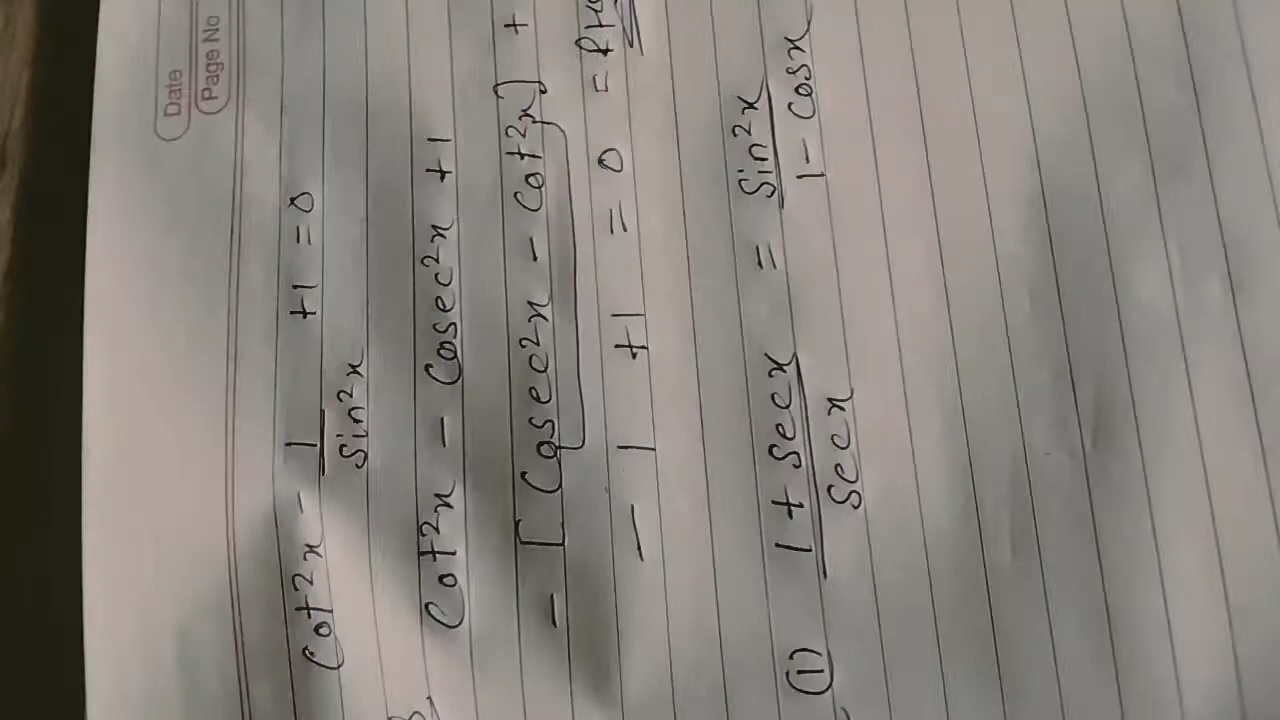 Date
Page No
cot²x - 1/sin²x +1 = 0
cot²x - cosec²x +1
- [cosec²x - cot²x] +
- 1 +1 = 0 =
(1) 1 + secx/secx = sin²x/1 - cosx